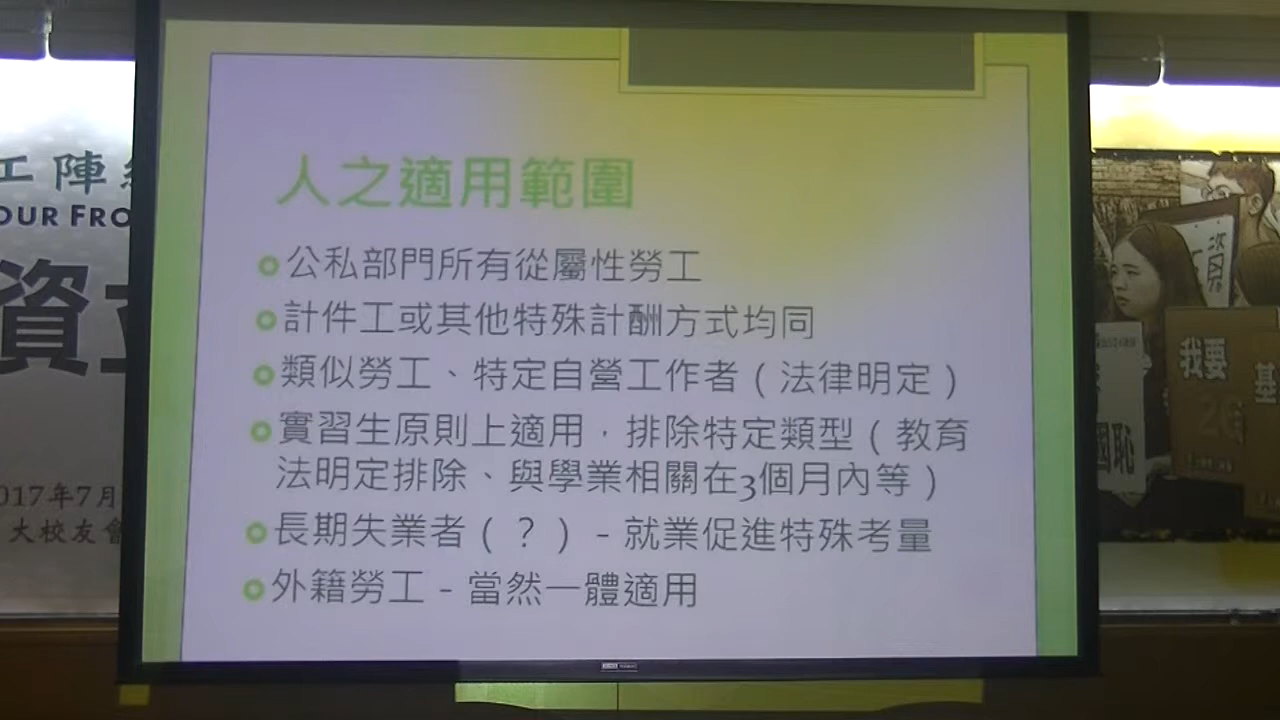 人之適用範圍
公私部門所有從屬性勞工
計件工或其他特殊計酬方式均同
類似勞工、特定自營工作者（法律明定）
實習生原則上適用，排除特定類型（教育
法明定排除、與學業相關在3個月內等）
長期失業者（？）－就業促進特殊考量
外籍勞工－當然一體適用
工陣
OUR FRO
資
017年7月
大校友會
我要
2G
基
國恥